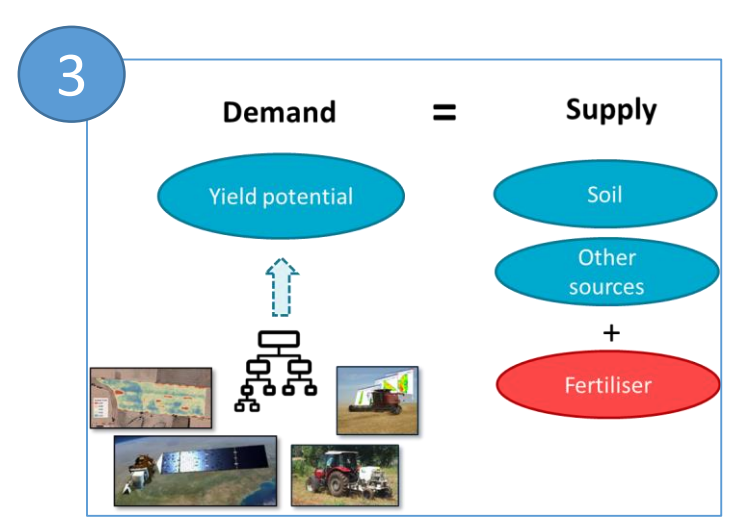 3
Demand = Supply
Yield potential
Soil
Other
sources
+
Fertiliser